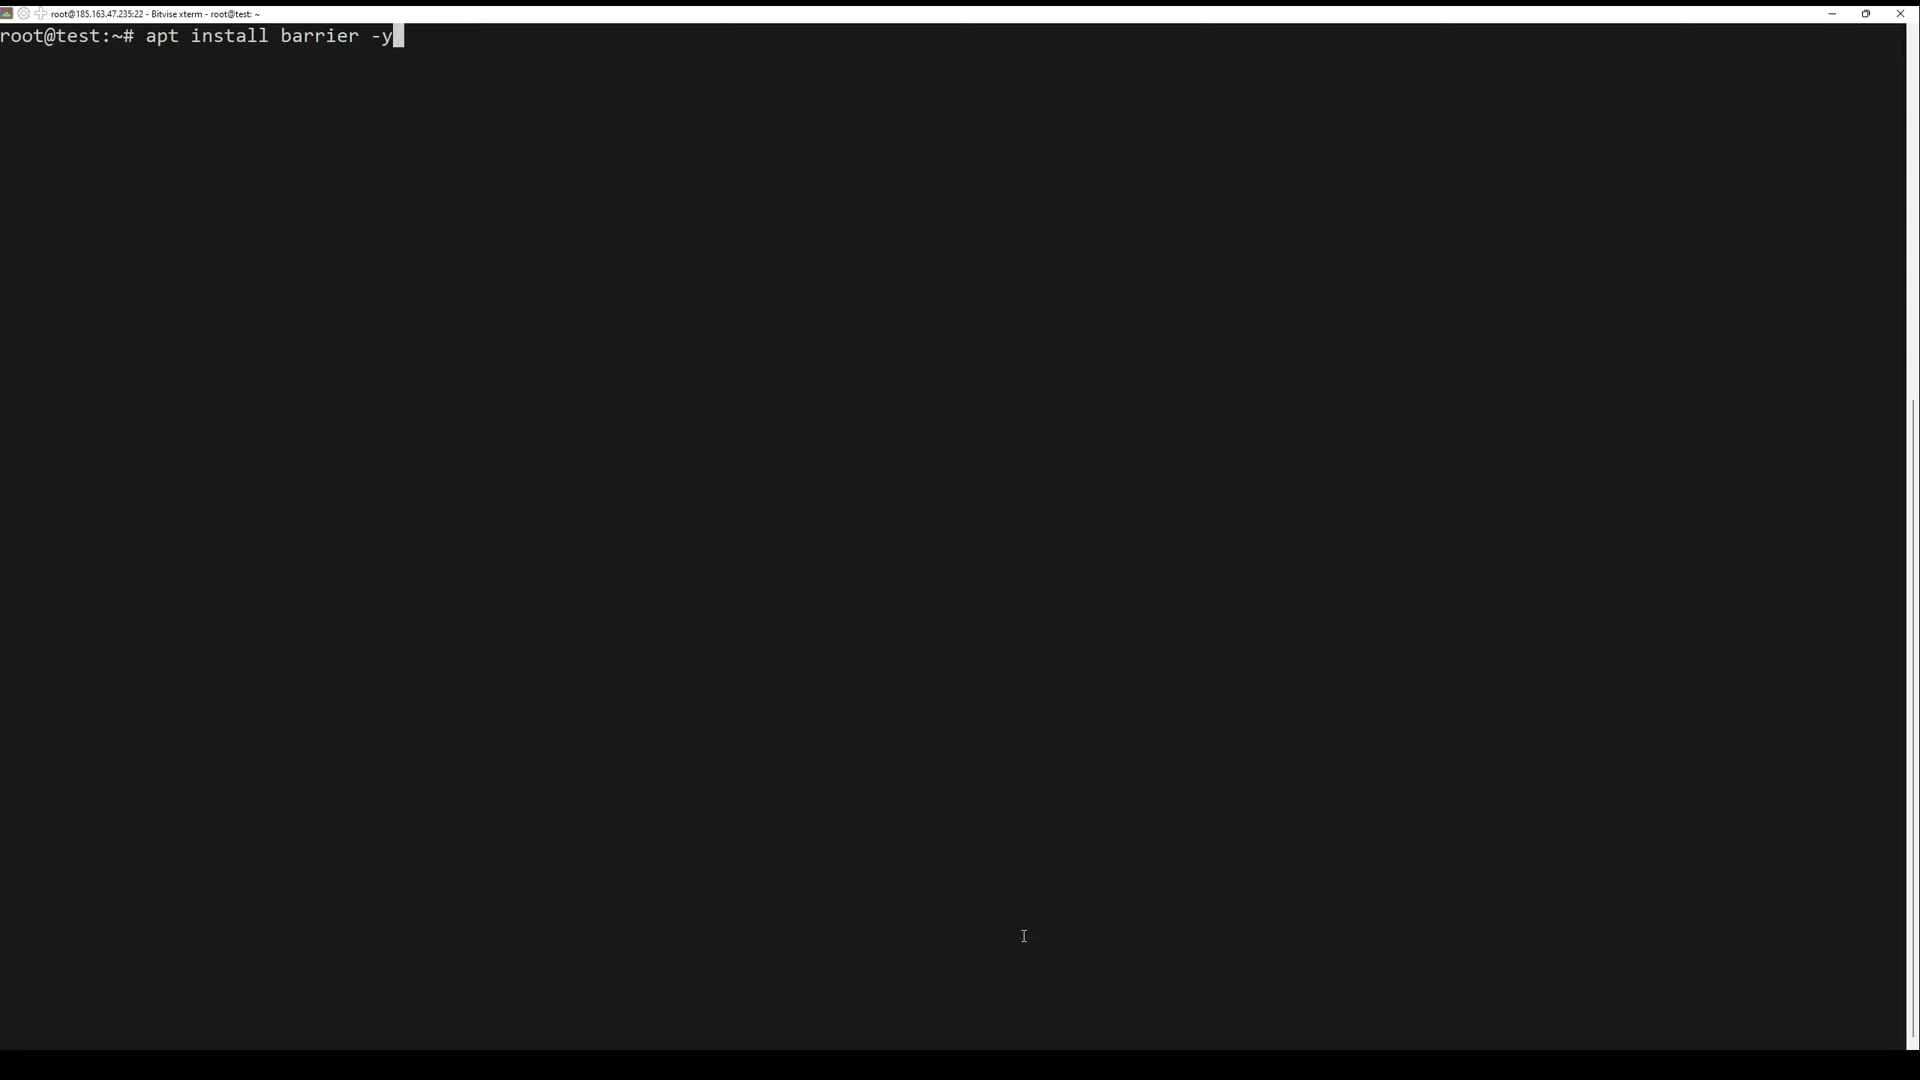 root@185.163.47.235:22 - Bitvise xterm - root@test: ~
root@test:~# apt install barrier -y